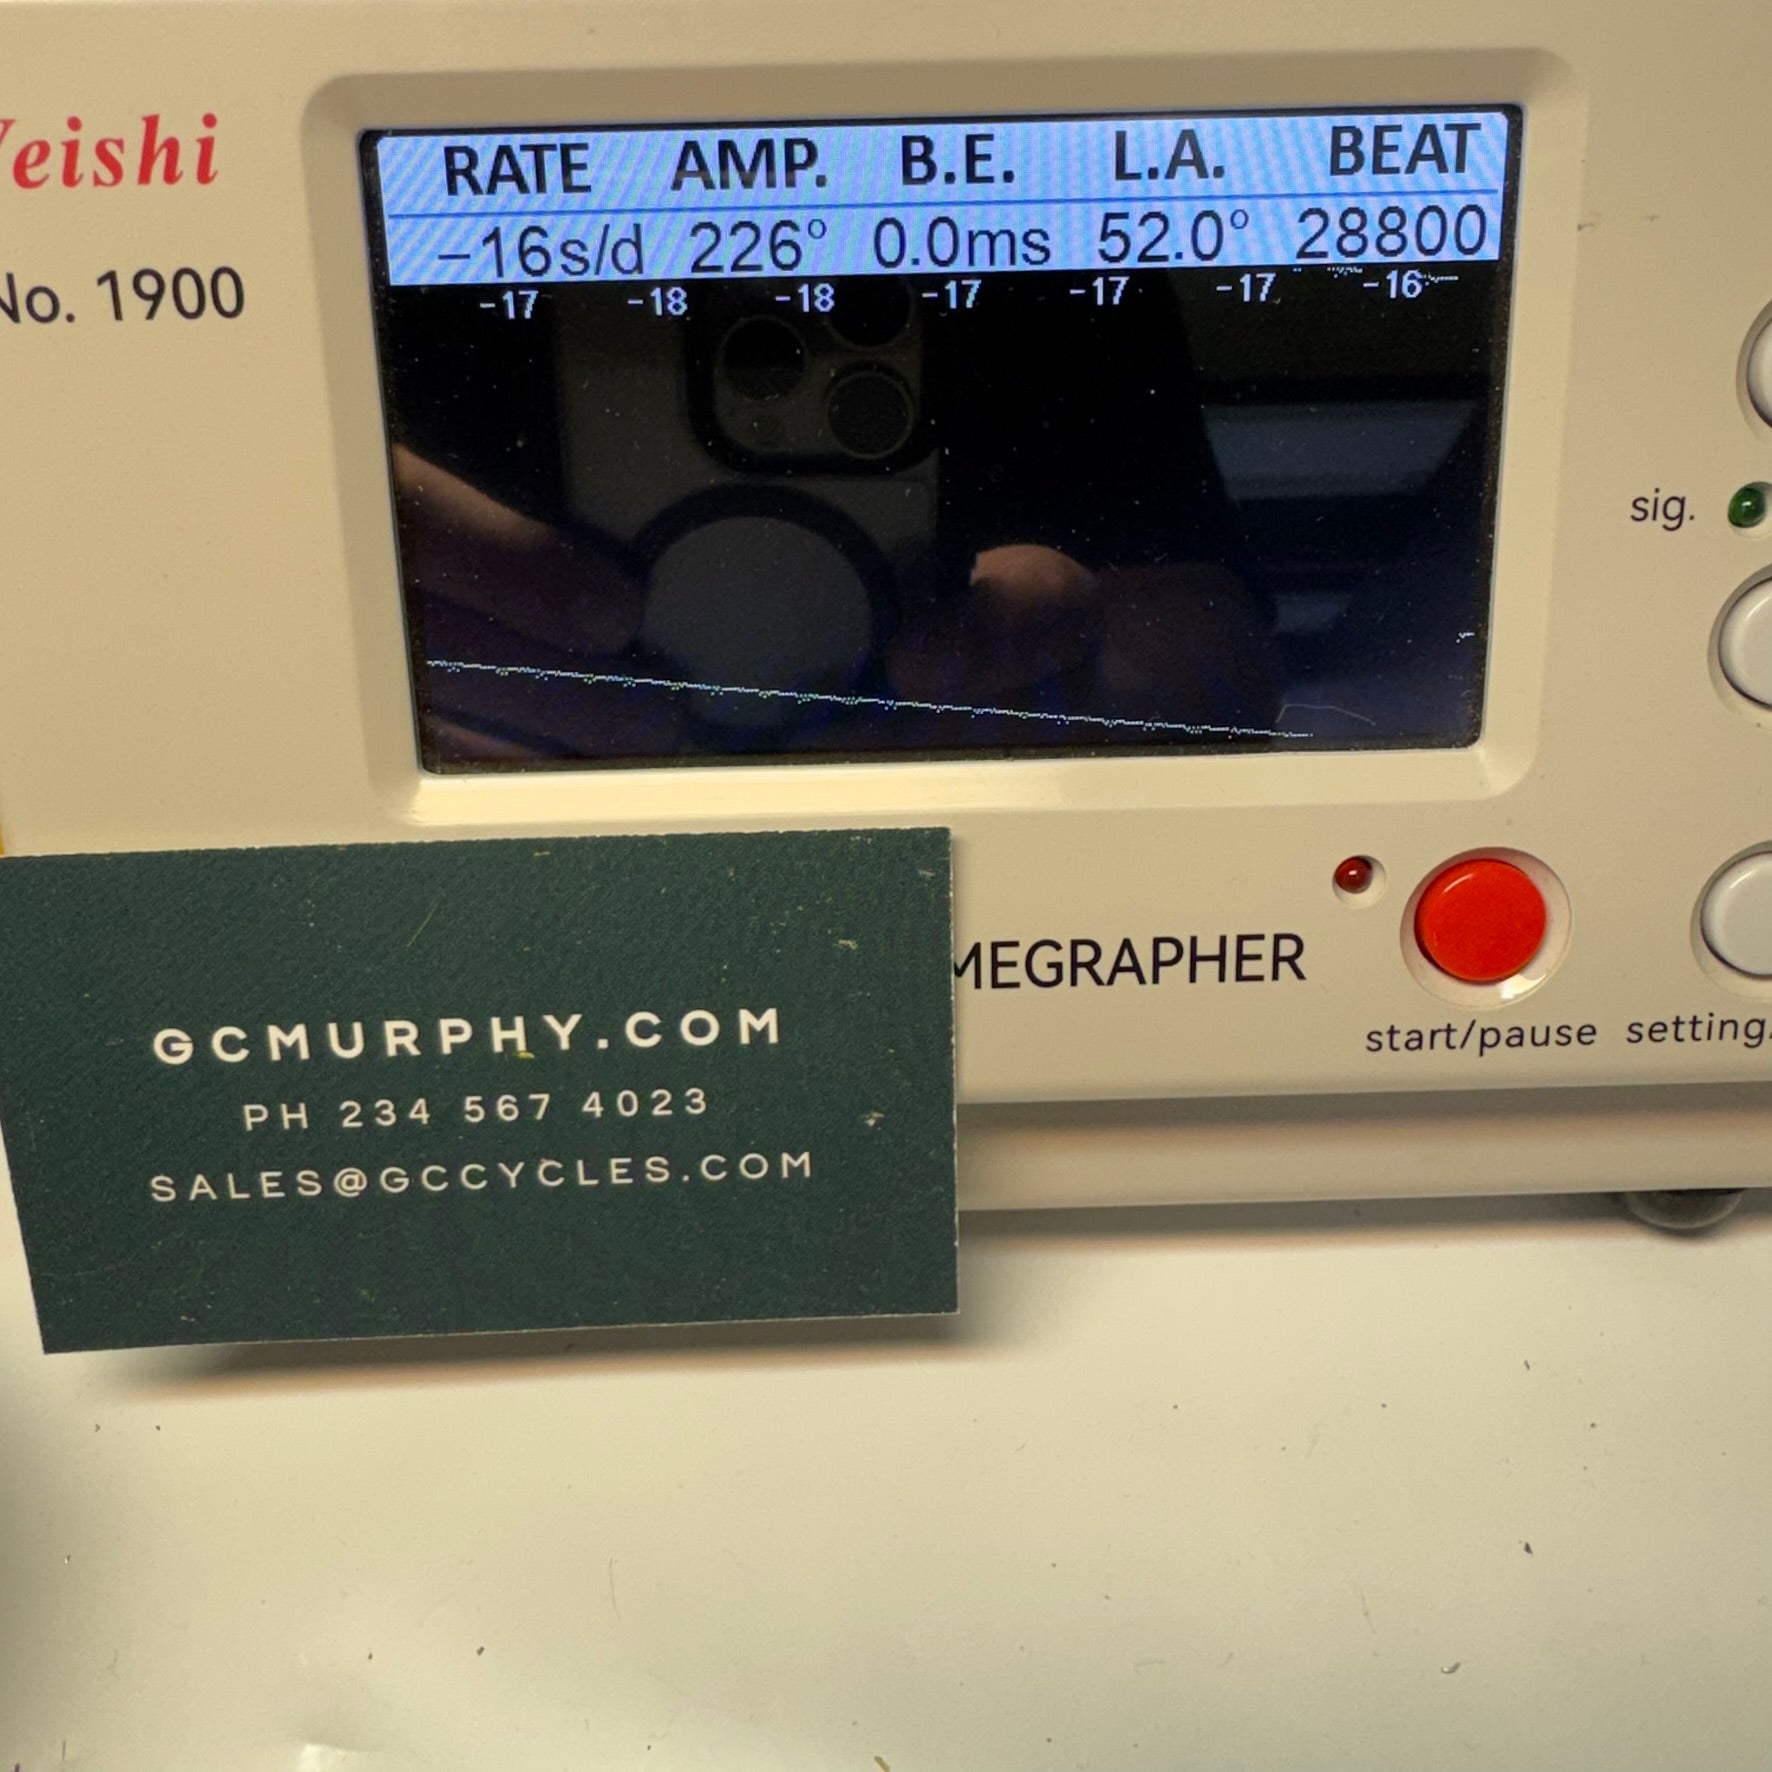 eishi
No. 1900
RATE AMP. B.E. L.A. BEAT
-16s/d 226° 0.0ms 52.0° 28800
-17 -18 -18 -17 -17 -17 -16
sig.
MEGRAPHER
start/pause setting
GCMURPHY.COM
PH 234 567 4023
SALES@GCCYCLES.COM